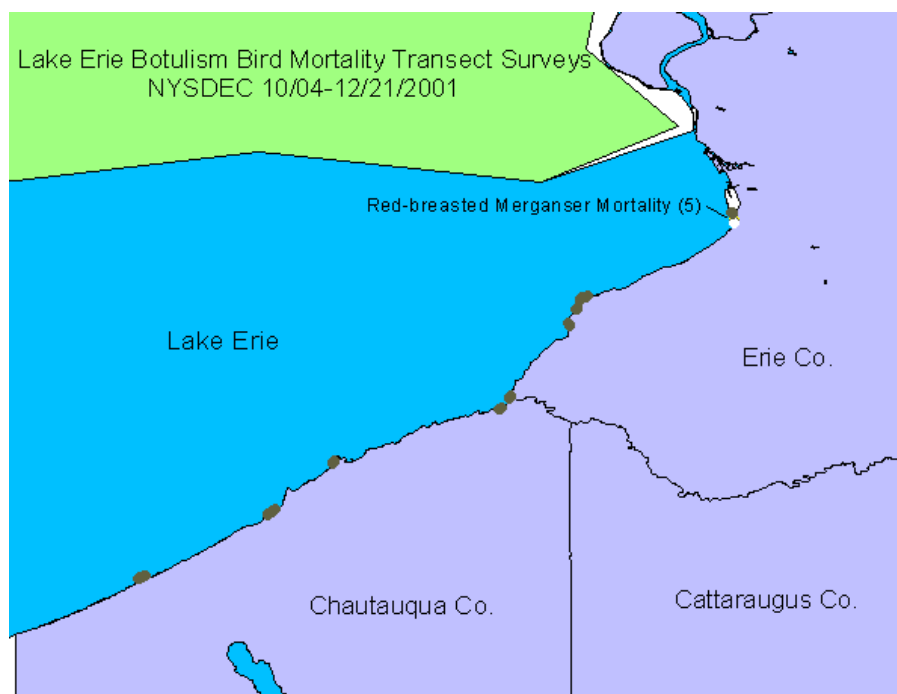 Lake Erie Botulism Bird Mortality Transect Surveys
NYSDEC 10/04-12/21/2001
Red-breasted Merganser Mortality (5)
Lake Erie
Erie Co.
Chautauqua Co.
Cattaraugus Co.